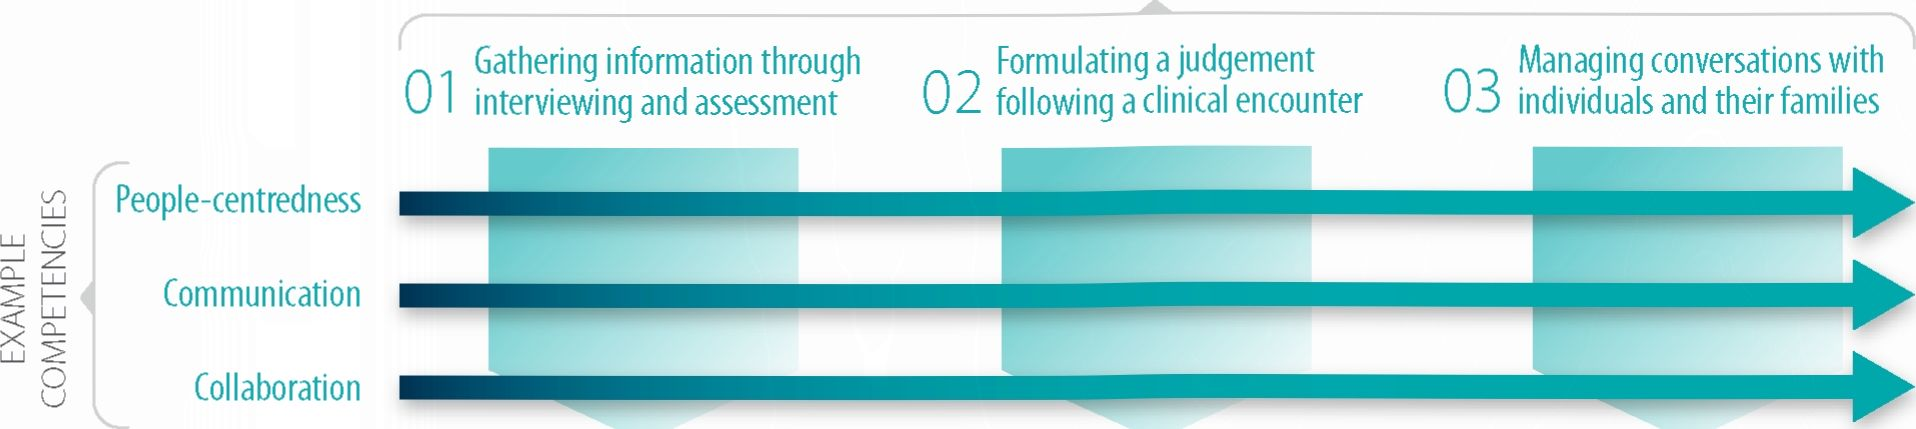 01 Gathering information through
interviewing and assessment
02 Formulating a judgement
following a clinical encounter
03 Managing conversations with
individuals and their families
EXAMPLE
COMPETENCIES
People-centredness
Communication
Collaboration